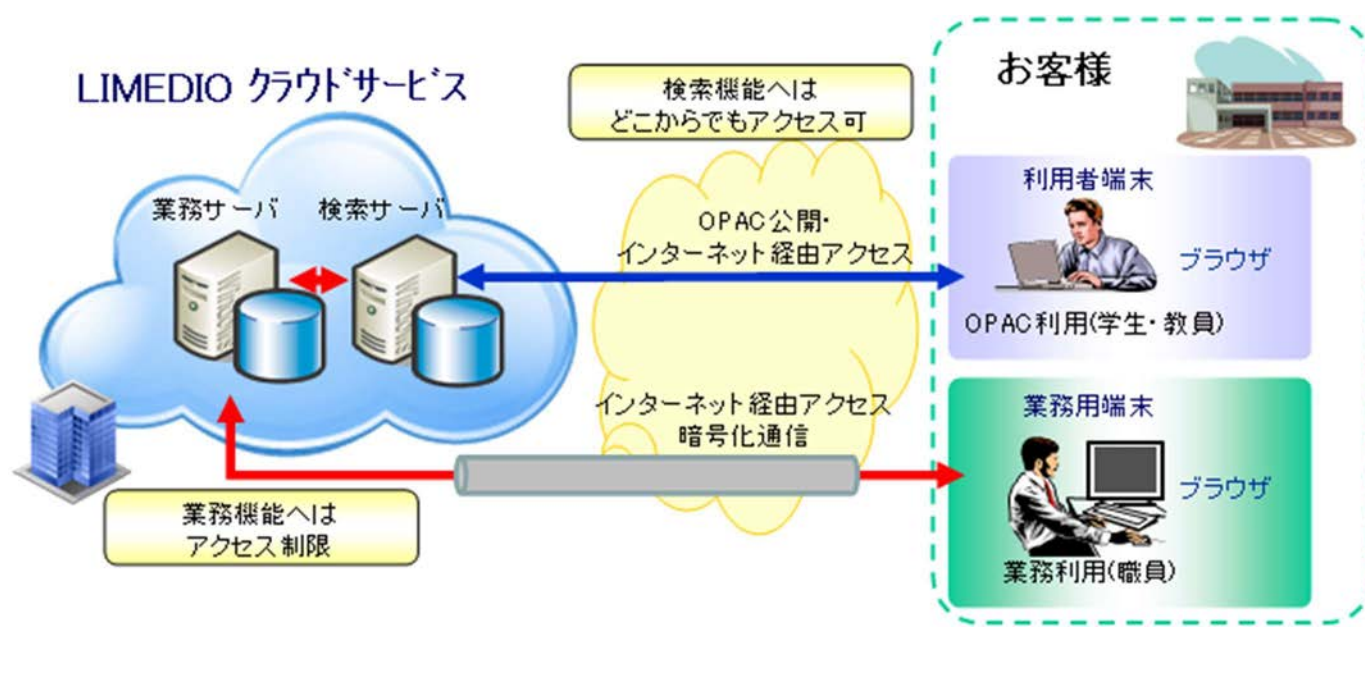 LIMEDIO クラウドサービス
検索機能へは
どこからでもアクセス可
お客様
業務サーバ
検索サーバ
OPAC公開・
インターネット経由アクセス
利用者端末
ブラウザ
OPAC利用(学生・教員)
インターネット経由アクセス
暗号化通信
業務機能へは
アクセス制限
業務用端末
ブラウザ
業務利用(職員)